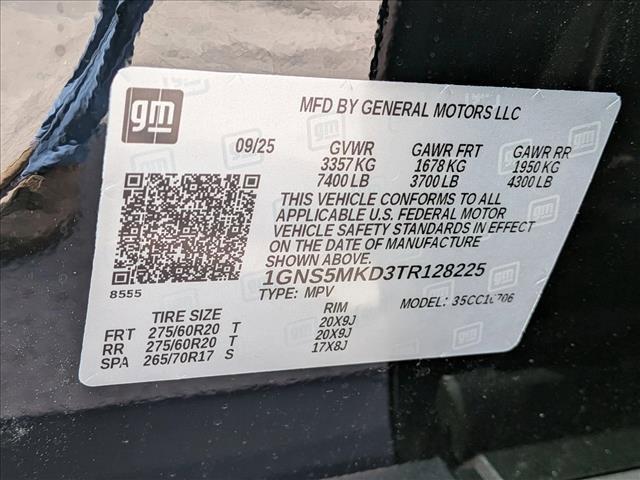 gm
MFD BY GENERAL MOTORS LLC
09/25 GVWR GAWR FRT GAWR RR
3357 KG 1678 KG 1950 KG
7400 LB 3700 LB 4300 LB
THIS VEHICLE CONFORMS TO ALL
APPLICABLE U.S. FEDERAL MOTOR
VEHICLE SAFETY STANDARDS IN EFFECT
ON THE DATE OF MANUFACTURE
SHOWN ABOVE.
1GNS5MKD3TR128225
8555
TYPE: MPV MODEL:
TIRE SIZE RIM
FRT 275/60R20 T 20X9J
RR 275/60R20 T 20X9J
SPA 265/70R17 S 17X8J